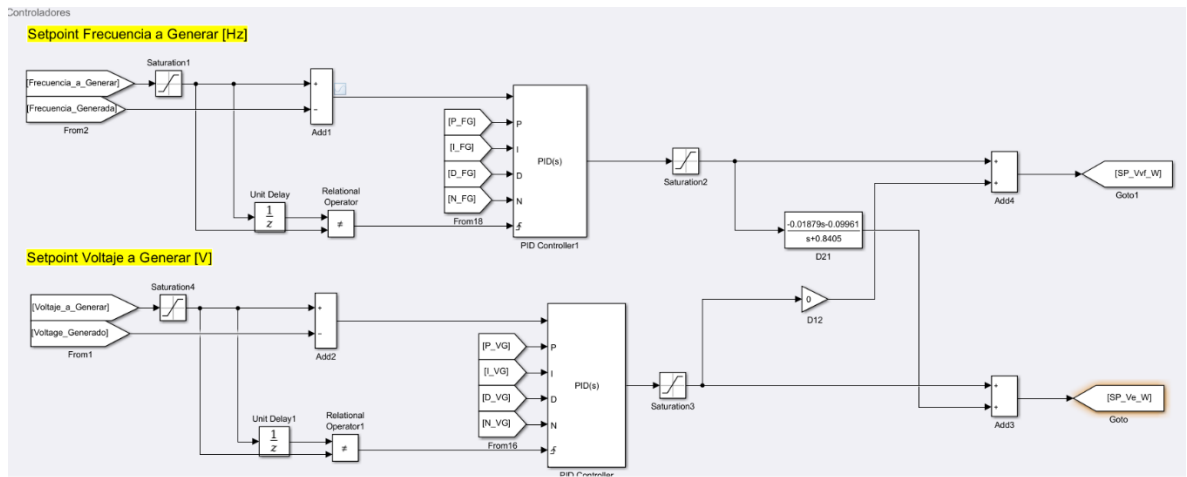 Controladores
Setpoint Frecuencia a Generar [Hz]
Saturation1
[Frecuencia_a_Generar]
[Frecuencia_Generada]
From2
+
−
Add1
[P_FG]
[I_FG]
[D_FG]
[N_FG]
From18
P
I
D
N
PID(s)
PID Controller1
Unit Delay
1
z
Relational
Operator
≠
Saturation2
-0.01879s-0.09961
s+0.8405
D21
+
+
Add4
[SP_Vvf_W]
Goto1
Setpoint Voltaje a Generar [V]
Saturation4
[Voltaje_a_Generar]
[Voltage_Generado]
From1
+
−
Add2
[P_VG]
[I_VG]
[D_VG]
[N_VG]
From16
P
I
D
N
PID(s)
PID Controller
Unit Delay1
1
z
Relational
Operator1
≠
Saturation3
0
D12
+
+
Add3
[SP_Ve_W]
Goto